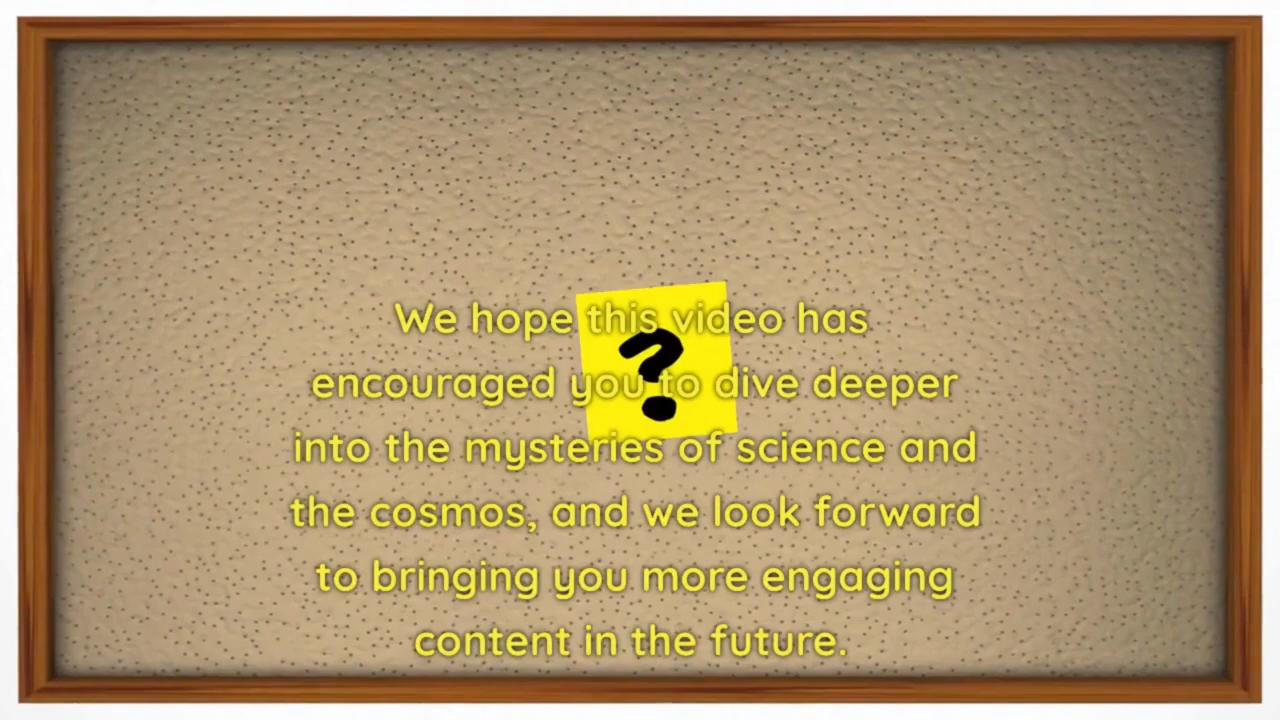 We hope this video has
encouraged you to dive deeper
into the mysteries of science and
the cosmos, and we look forward
to bringing you more engaging
content in the future.
?